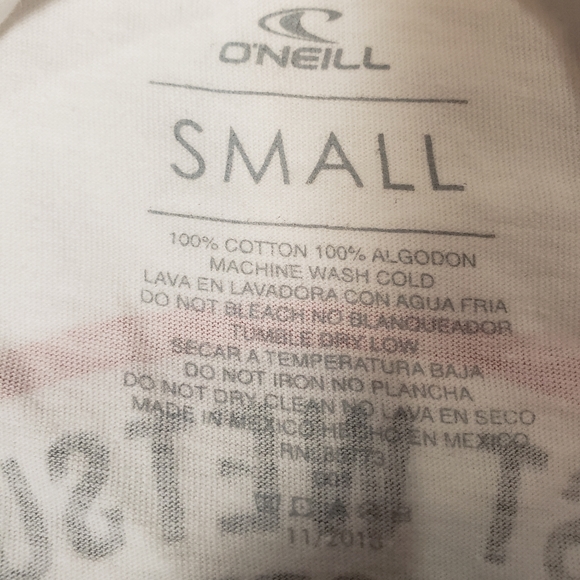 O'NEILL
SMALL
100% COTTON 100% ALGODON
MACHINE WASH COLD
LAVA EN LAVADORA CON AGUA FRIA
DO NOT BLEACH NO BLANQUEADOR
TUMBLE DRY LOW
SECAR A TEMPERATURA BAJA
DO NOT IRON NO PLANCHA
DO NOT DRY CLEAN NO LAVA EN SECO
MADE IN MEXICO HECHO EN MEXICO
RN